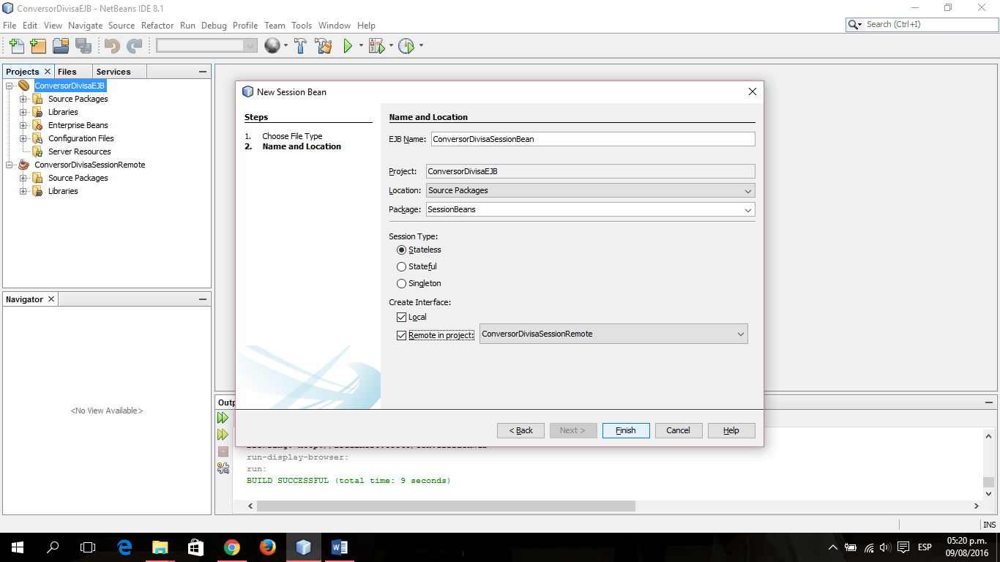 ConversorDivisaEJB - NetBeans IDE 8.1
File Edit View Navigate Source Refactor Run Debug Profile Team Tools Window Help
Search (Ctrl+I)
Projects Files Services
ConversorDivisaEJB
Source Packages
Libraries
Enterprise Beans
Configuration Files
Server Resources
ConversorDivisaSessionRemote
Source Packages
Libraries
Navigator
<No View Available>
New Session Bean
Steps
1. Choose File Type
2. Name and Location
Name and Location
EJB Name: ConversorDivisaSessionBean
Project: ConversorDivisaEJB
Location: Source Packages
Package: SessionBeans
Session Type:
Stateless
Stateful
Singleton
Create Interface:
Local
Remote in project: ConversorDivisaSessionRemote
< Back Next > Finish Cancel Help
Outp
run-display-browser:
run:
BUILD SUCCESSFUL (total time: 9 seconds)
INS
ESP
05:20 p.m.
09/08/2016